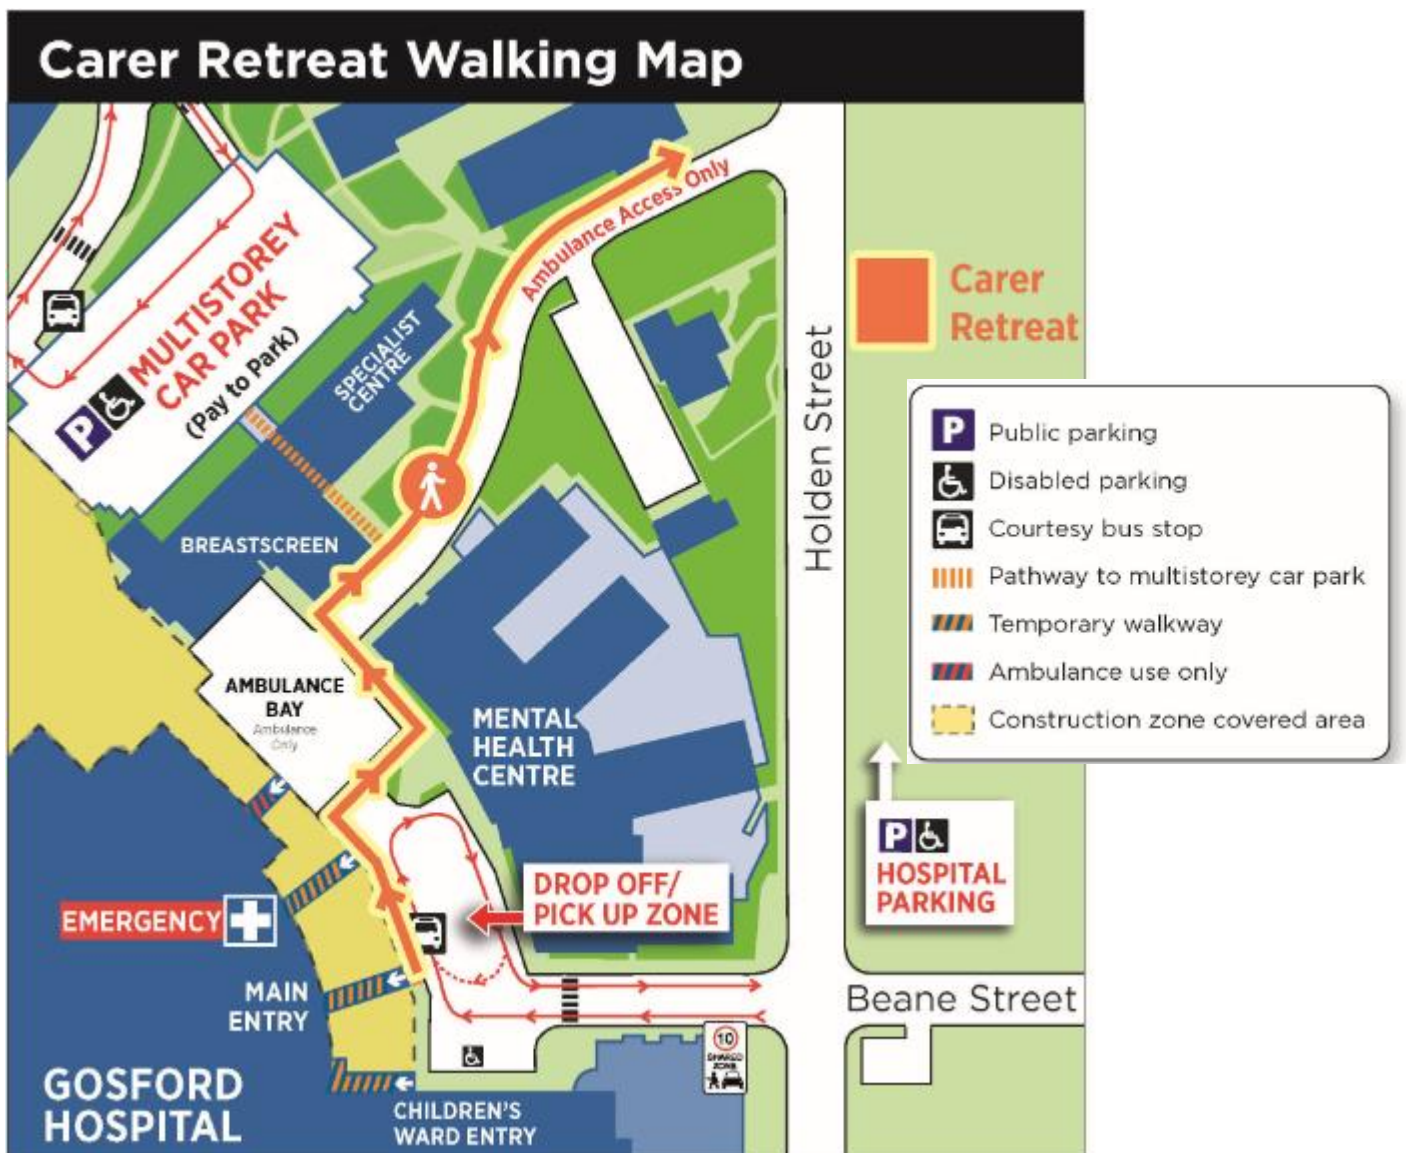 Carer Retreat Walking Map
Ambulance Access Only
MULTISTOREY
CAR PARK
(Pay to Park)
P
SPECIALIST
CENTRE
Carer
Retreat
Holden Street
P Public parking
Disabled parking
Courtesy bus stop
Pathway to multistorey car park
Temporary walkway
Ambulance use only
Construction zone covered area
BREASTSCREEN
AMBULANCE
BAY
Ambulance
Only
MENTAL
HEALTH
CENTRE
P
HOSPITAL
PARKING
DROP OFF/
PICK UP ZONE
EMERGENCY
MAIN
ENTRY
Beane Street
10
SHARED
ZONE
GOSFORD
HOSPITAL
CHILDREN'S
WARD ENTRY